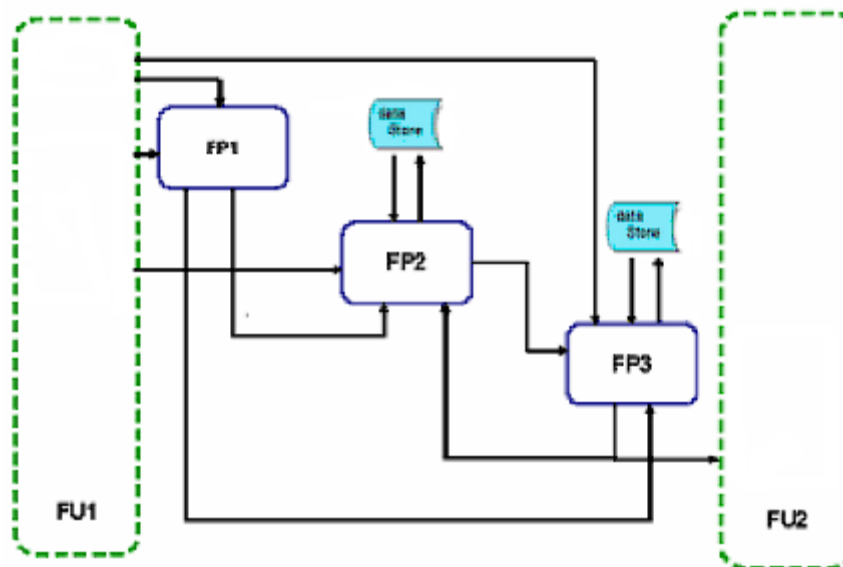 data
Store
FP1
data
Store
FP2
FP3
FU1
FU2